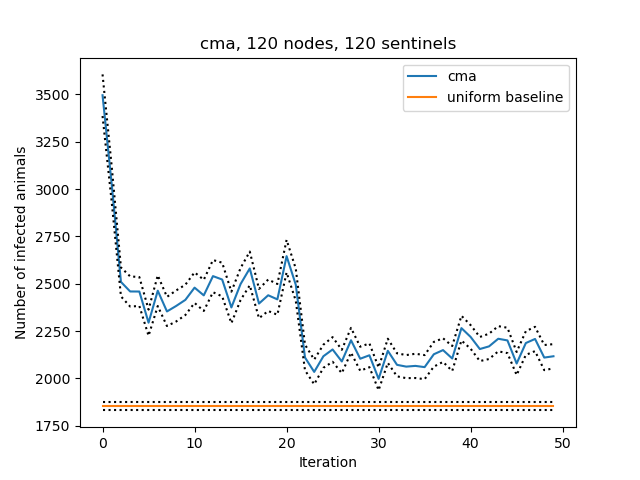 cma, 120 nodes, 120 sentinels
cma
uniform baseline
Number of infected animals
3500
3250
3000
2750
2500
2250
2000
1750
0 10 20 30 40 50
Iteration